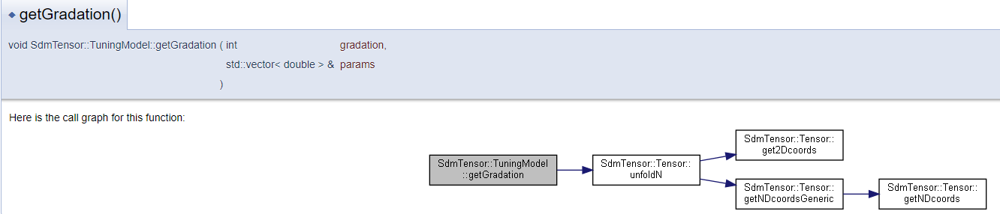 getGradation()
void SdmTensor::TuningModel::getGradation ( int gradation,
std::vector< double > & params
)
Here is the call graph for this function:
SdmTensor::TuningModel
::getGradation
SdmTensor::Tensor::
unfoldN
SdmTensor::Tensor::
get2Dcoords
SdmTensor::Tensor::
getNDcoordsGeneric
SdmTensor::Tensor::
getNDcoords